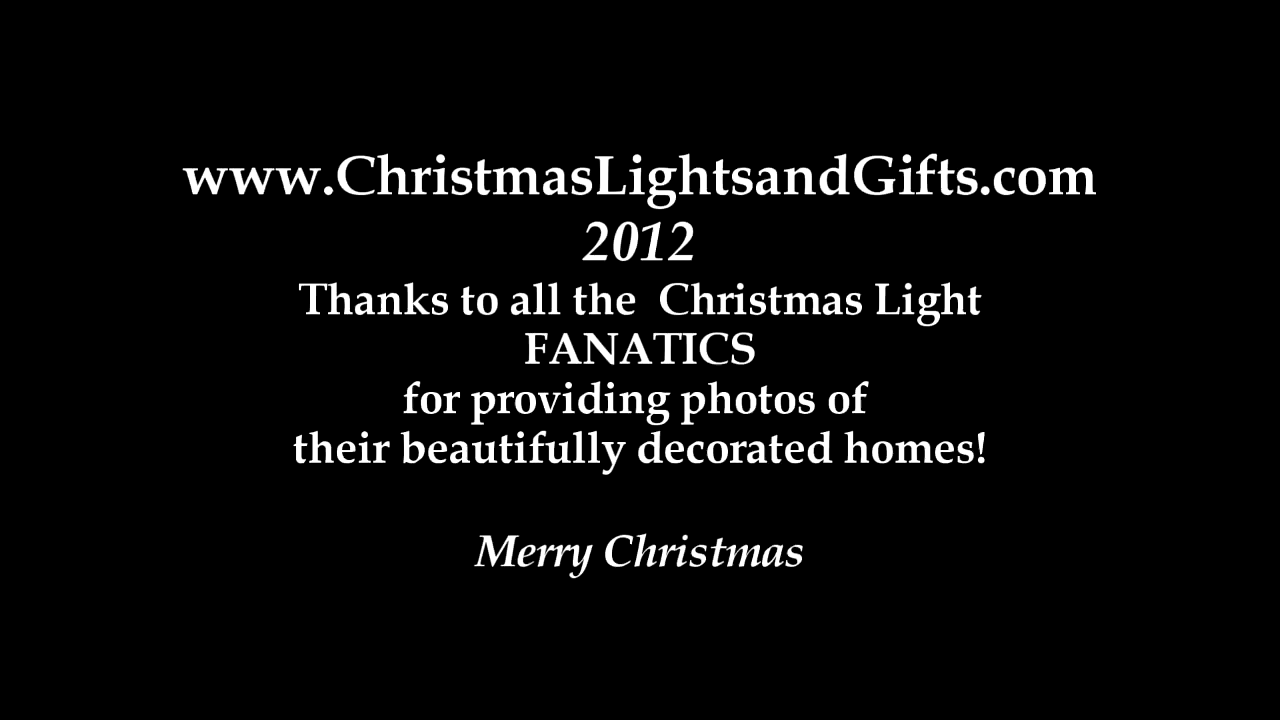 www.ChristmasLightsandGifts.com
2012
Thanks to all the  Christmas Light
FANATICS
for providing photos of
their beautifully decorated homes!
Merry Christmas